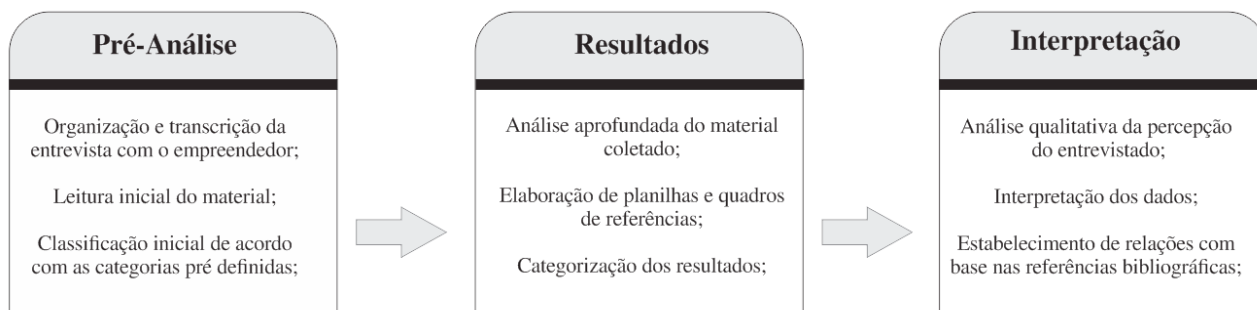 Pré-Análise
Organização e transcrição da
entrevista com o empreendedor;
Leitura inicial do material;
Classificação inicial de acordo
com as categorias pré definidas;
Resultados
Análise aprofundada do material
coletado;
Elaboração de planilhas e quadros
de referências;
Categorização dos resultados;
Interpretação
Análise qualitativa da percepção
do entrevistado;
Interpretação dos dados;
Estabelecimento de relações com
base nas referências bibliográficas;